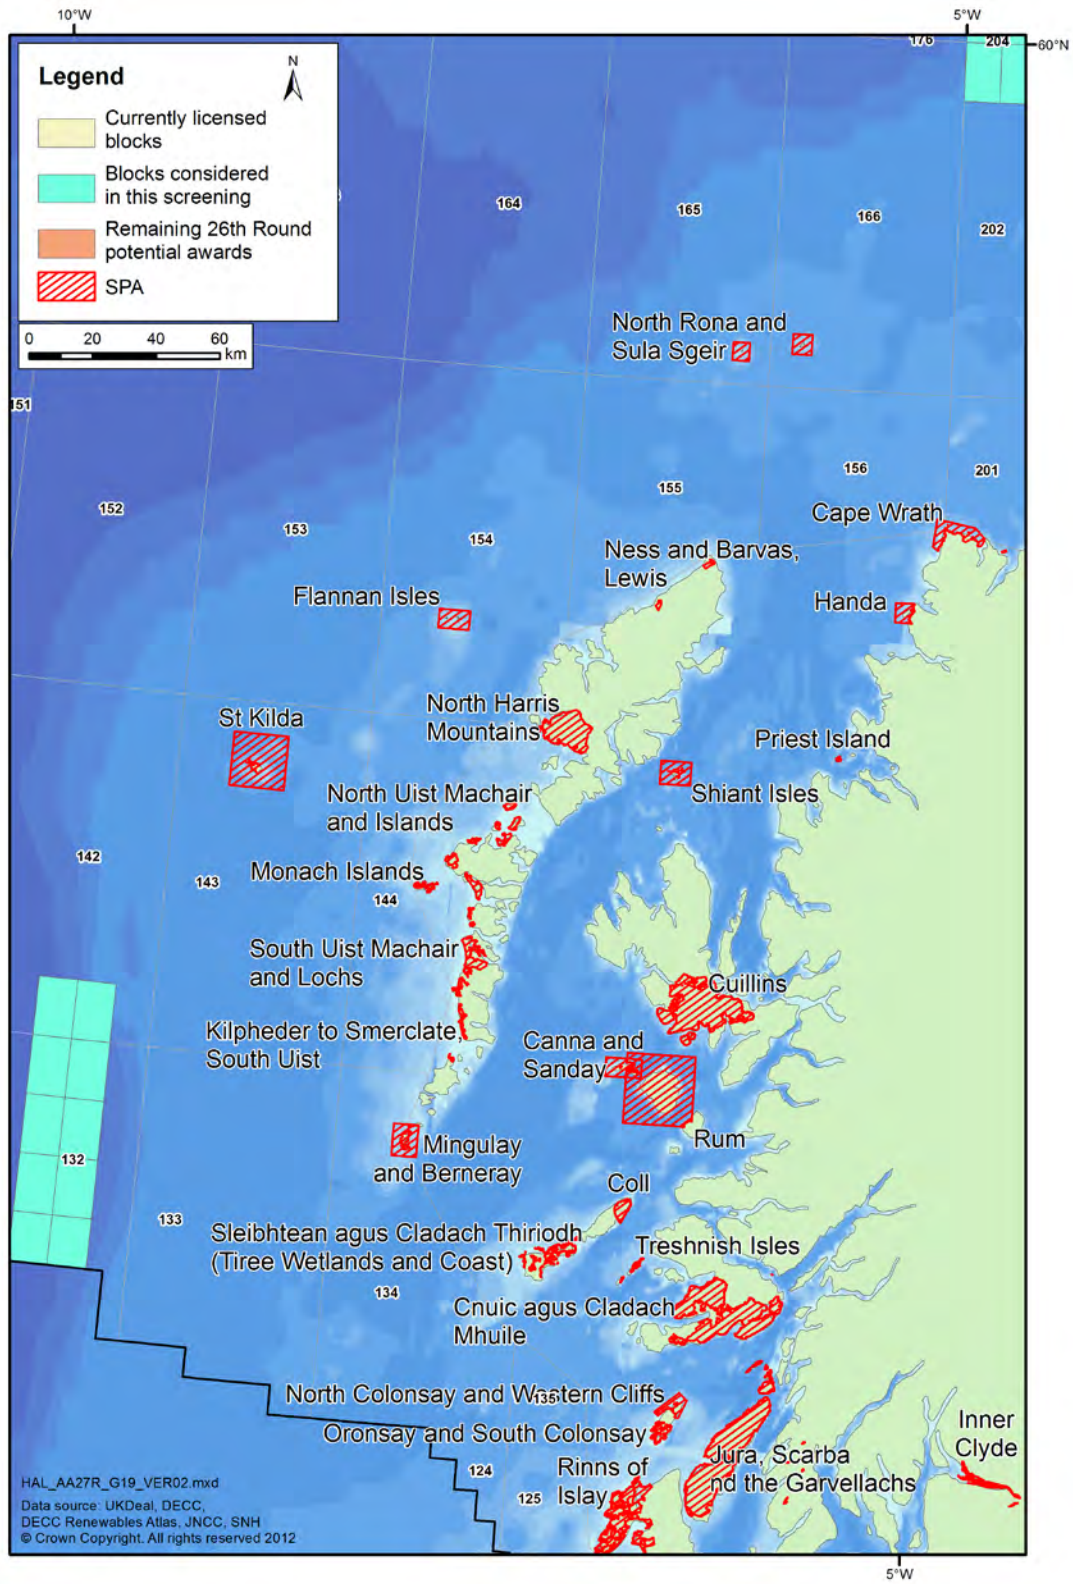 10°W
5°W
60°N
Legend
N
Currently licensed
blocks
Blocks considered
in this screening
Remaining 26th Round
potential awards
SPA
0 20 40 60
km
176
204
164
165
166
202
North Rona and
Sula Sgeir
151
152
153
154
155
156
201
Cape Wrath
Ness and Barvas,
Lewis
Flannan Isles
Handa
North Harris
Mountains
St Kilda
Priest Island
North Uist Machair
and Islands
Shiant Isles
142
143
Monach Islands
144
South Uist Machair
and Lochs
Cuillins
Kilpheder to Smerclate,
South Uist
Canna and
Sanday
Rum
132
Mingulay
and Berneray
Coll
133
Sleibhtean agus Cladach Thiriodh
(Tiree Wetlands and Coast)
Treshnish Isles
134
Cnuic agus Cladach
Mhuile
North Colonsay and Western Cliffs
135
Oronsay and South Colonsay
Inner
Clyde
Jura, Scarba
nd the Garvellachs
124
Rinns of
Islay
125
HAL_AA27R_G19_VER02.mxd
Data source: UKDeal, DECC,
DECC Renewables Atlas, JNCC, SNH
© Crown Copyright. All rights reserved 2012
5°W